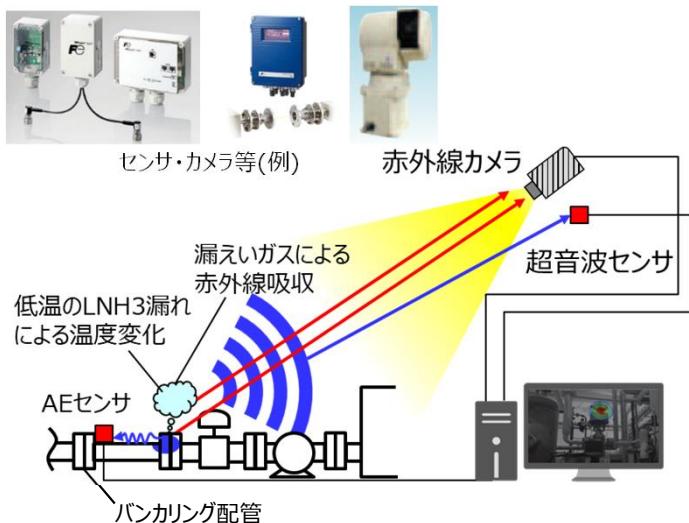 Fe
センサ・カメラ等(例)
赤外線カメラ
漏えいガスによる
赤外線吸収
超音波センサ
低温のLNH3漏れ
による温度変化
AEセンサ
バンカリング配管